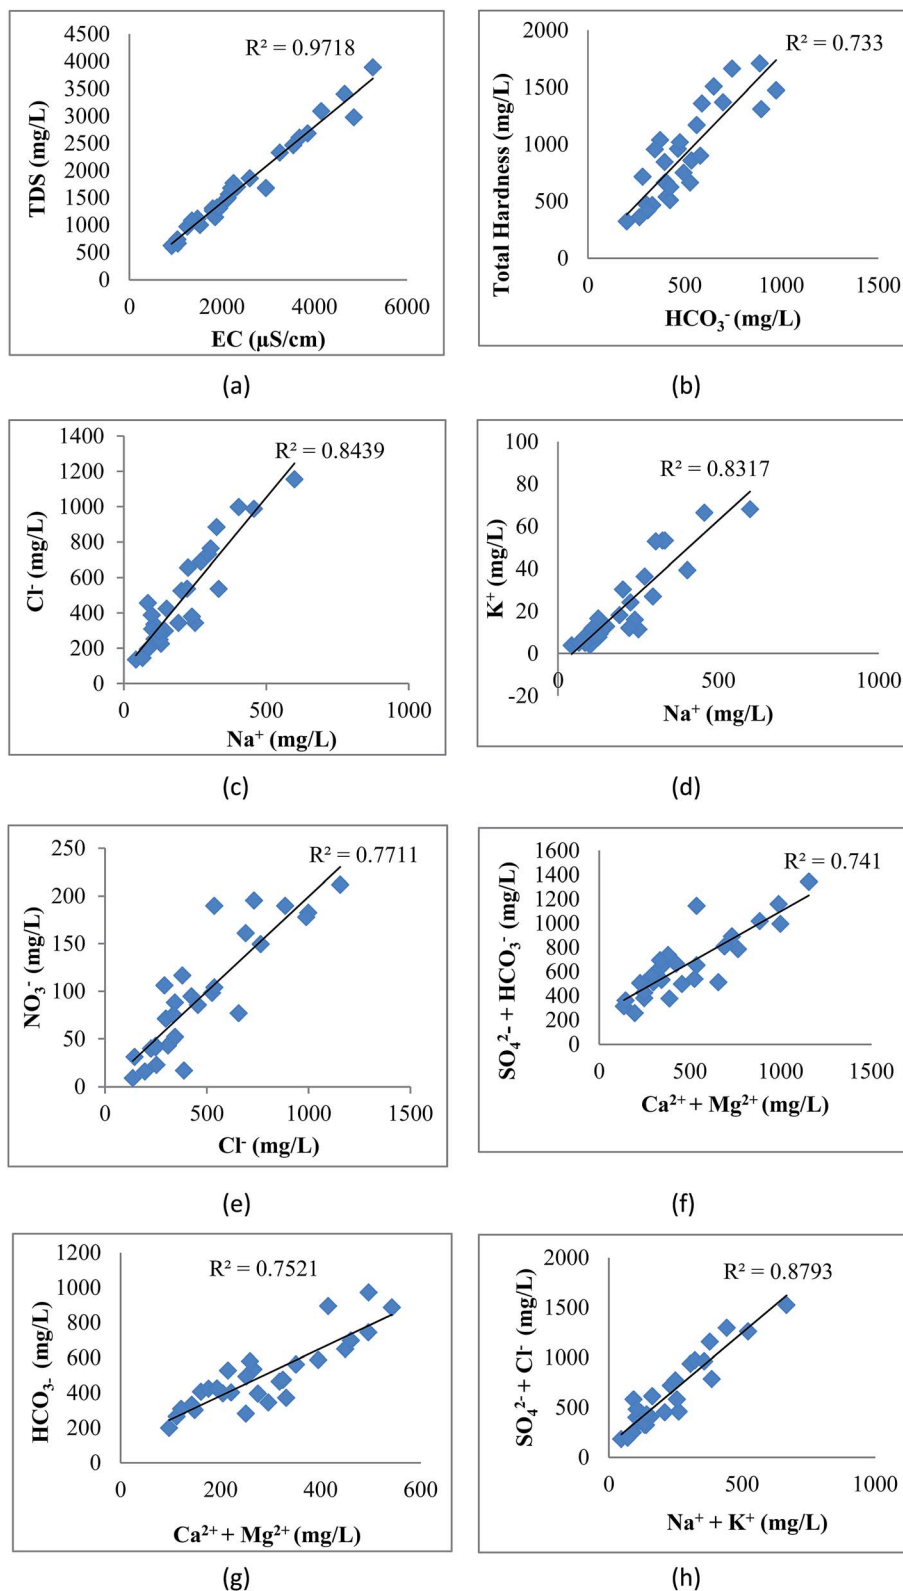 R² = 0.9718
TDS (mg/L)
4500
4000
3500
3000
2500
2000
1500
1000
500
0
0 2000 4000 6000
EC (µS/cm)
(a)
R² = 0.733
Total Hardness (mg/L)
2000
1500
1000
500
0
0 500 1000 1500
HCO₃⁻ (mg/L)
(b)
R² = 0.8439
Cl⁻ (mg/L)
1400
1200
1000
800
600
400
200
0
0 500 1000
Na⁺ (mg/L)
(c)
R² = 0.8317
K⁺ (mg/L)
100
80
60
40
20
0
-20
0 500 1000
Na⁺ (mg/L)
(d)
R² = 0.7711
NO₃⁻ (mg/L)
250
200
150
100
50
0
0 500 1000 1500
Cl⁻ (mg/L)
(e)
R² = 0.741
SO₄²- + HCO₃⁻ (mg/L)
1600
1400
1200
1000
800
600
400
200
0
0 500 1000 1500
Ca²⁺ + Mg²⁺ (mg/L)
(f)
R² = 0.7521
HCO₃₋ (mg/L)
1200
1000
800
600
400
200
0
0 200 400 600
Ca²⁺ + Mg²⁺ (mg/L)
(g)
R² = 0.8793
SO₄²⁻ + Cl⁻ (mg/L)
2000
1500
1000
500
0
0 500 1000
Na⁺ + K⁺ (mg/L)
(h)